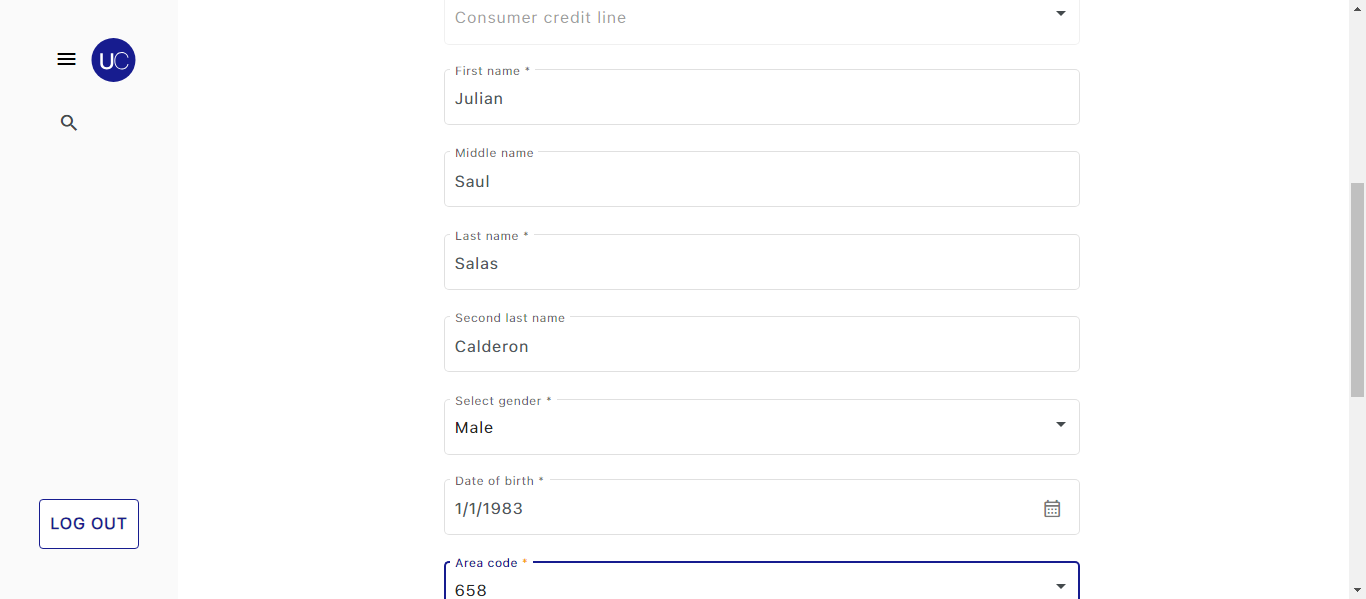 UC
LOG OUT
Consumer credit line
First name *
Julian
Middle name
Saul
Last name *
Salas
Second last name
Calderon
Select gender *
Male
Date of birth *
1/1/1983
Area code *
658